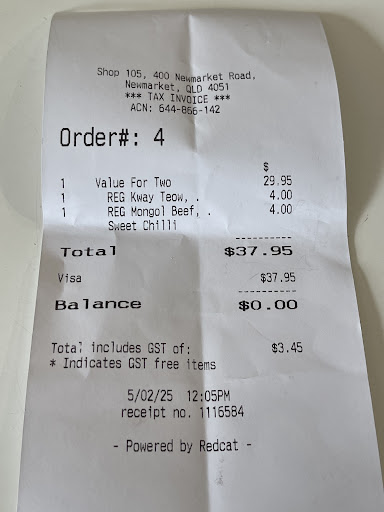 Shop 105, 400 Newmarket Road,
Newmarket, QLD 4051
*** TAX INVOICE ***
ACN: 644-866-142
Order#: 4
$
1 Value For Two 29.95
1 REG Kway Teow, . 4.00
1 REG Mongol Beef, . 4.00
Sweet Chilli
----------
Total $37.95
Visa $37.95
----------
Balance $0.00
Total includes GST of: $3.45
* Indicates GST free items
5/02/25 12:05PM
receipt no. 1116584
- Powered by Redcat -